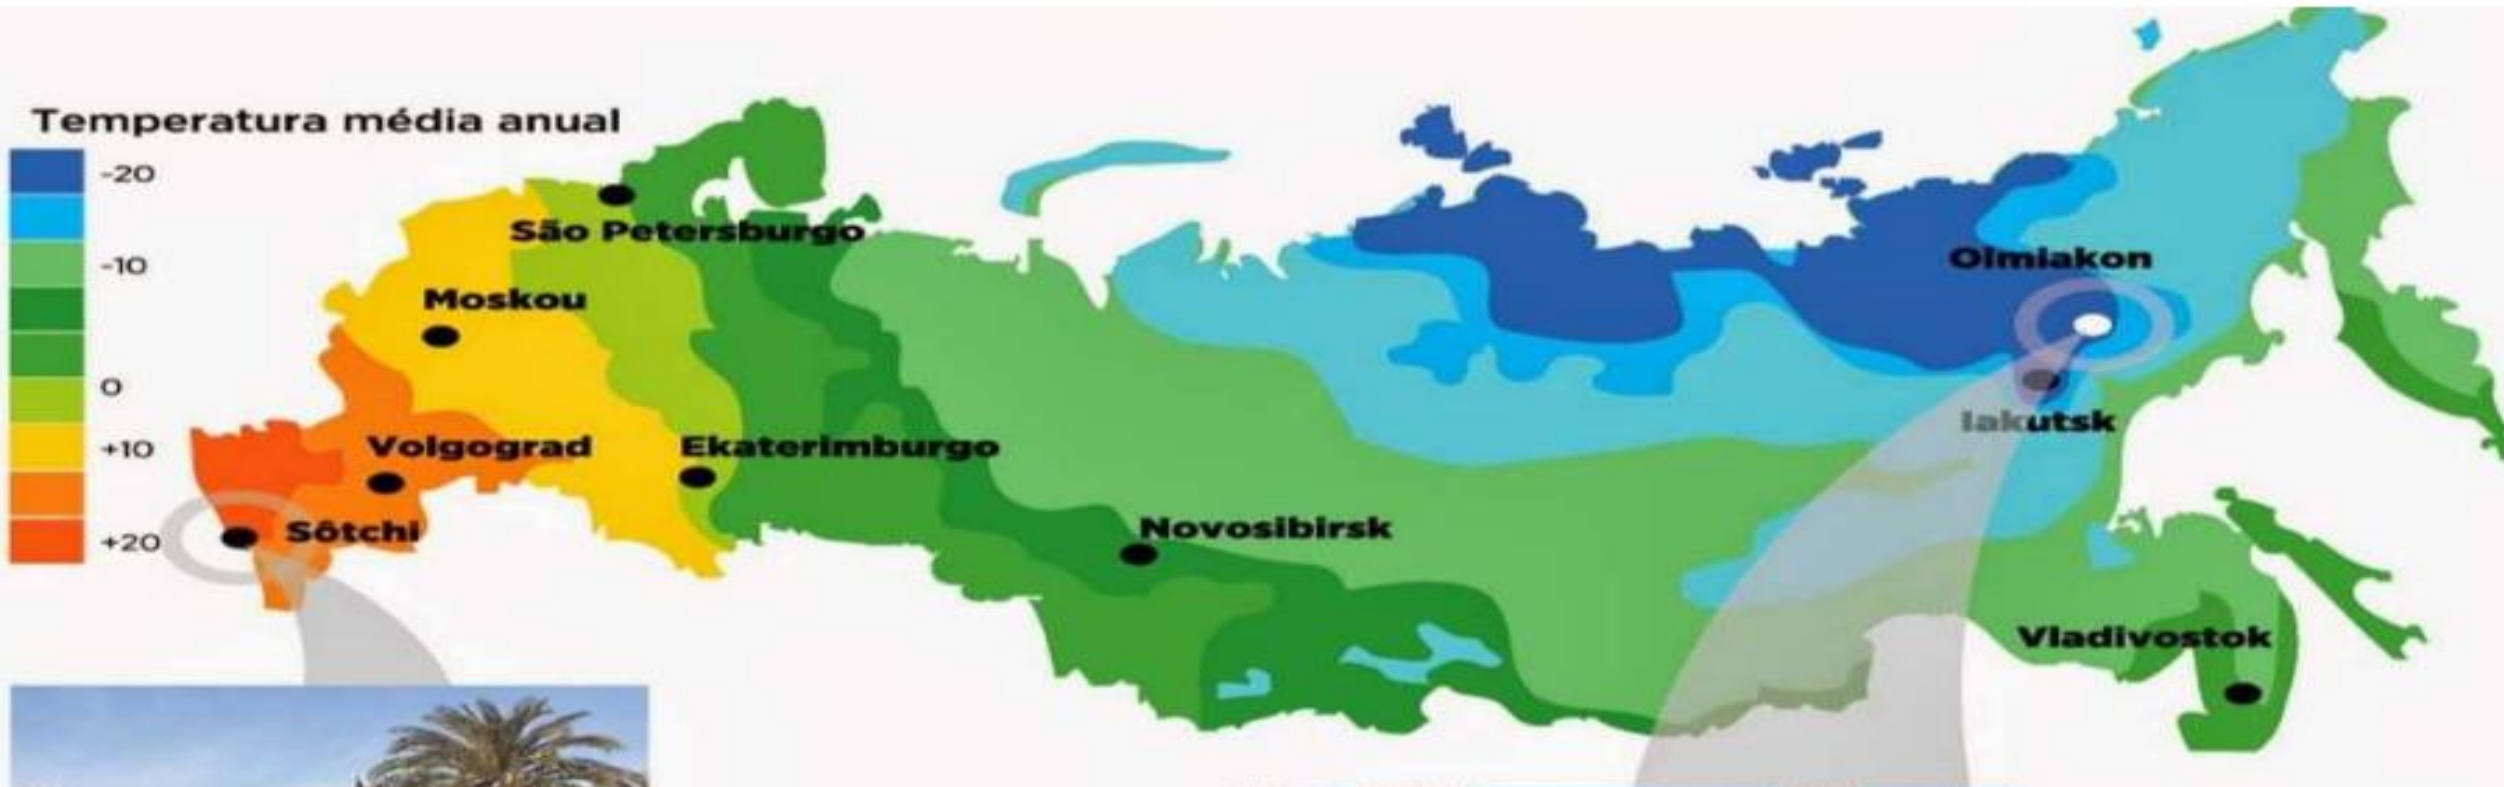 Temperatura média anual
-20
-10
0
+10
+20
São Petersburgo
Moskou
Volgograd
Ekaterimburgo
Sôtchi
Novosibirsk
Oimiakon
Iakutsk
Vladivostok